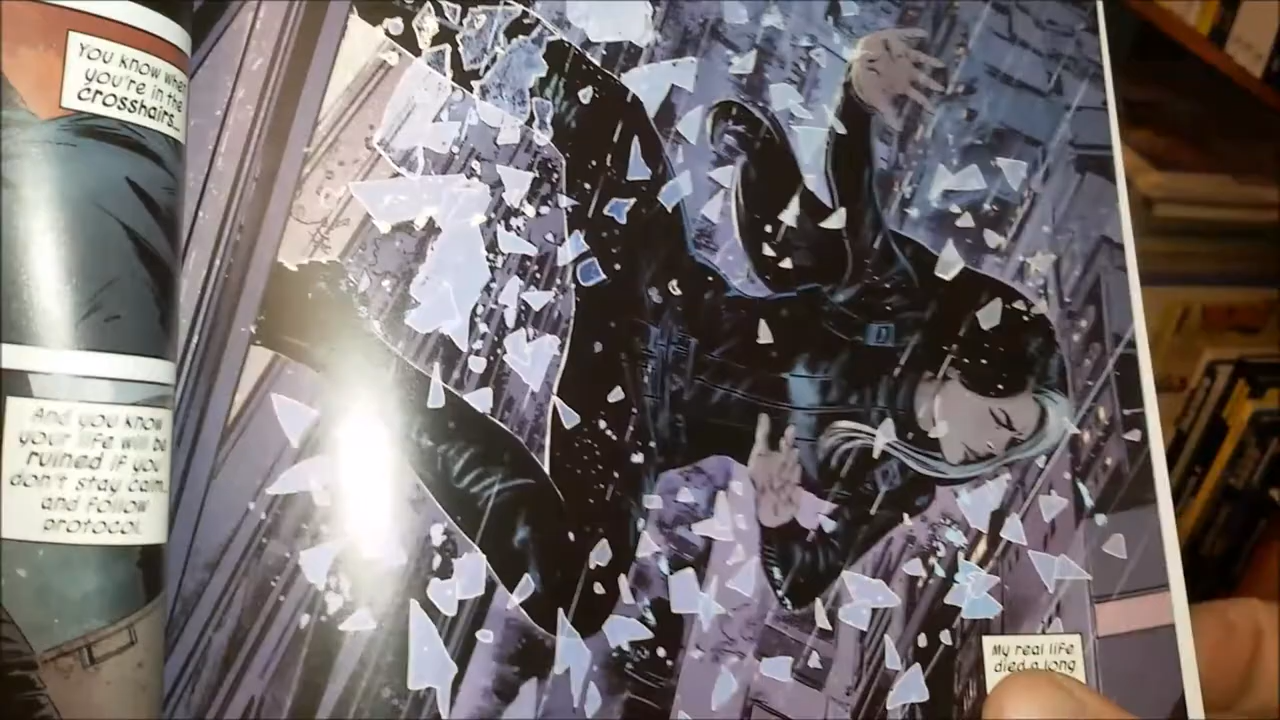 You know when
you're in the
crosshairs...
And you know
your life will be
ruined if you
don't stay calm...
and follow
protocol.
My real life
died a long